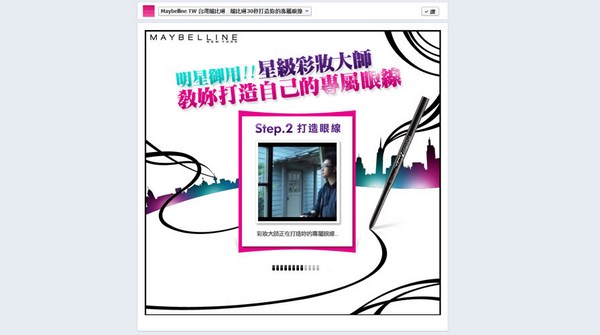 Maybelline TW 台灣媚比琳 - 媚比琳30秒打造妳的專屬眼線
讚
MAYBELLINE
NEW YORK
明星御用!!星級彩妝大師
教妳打造自己的專屬眼線
Step.2 打造眼線
彩妝大師正在打造妳的專屬眼線...